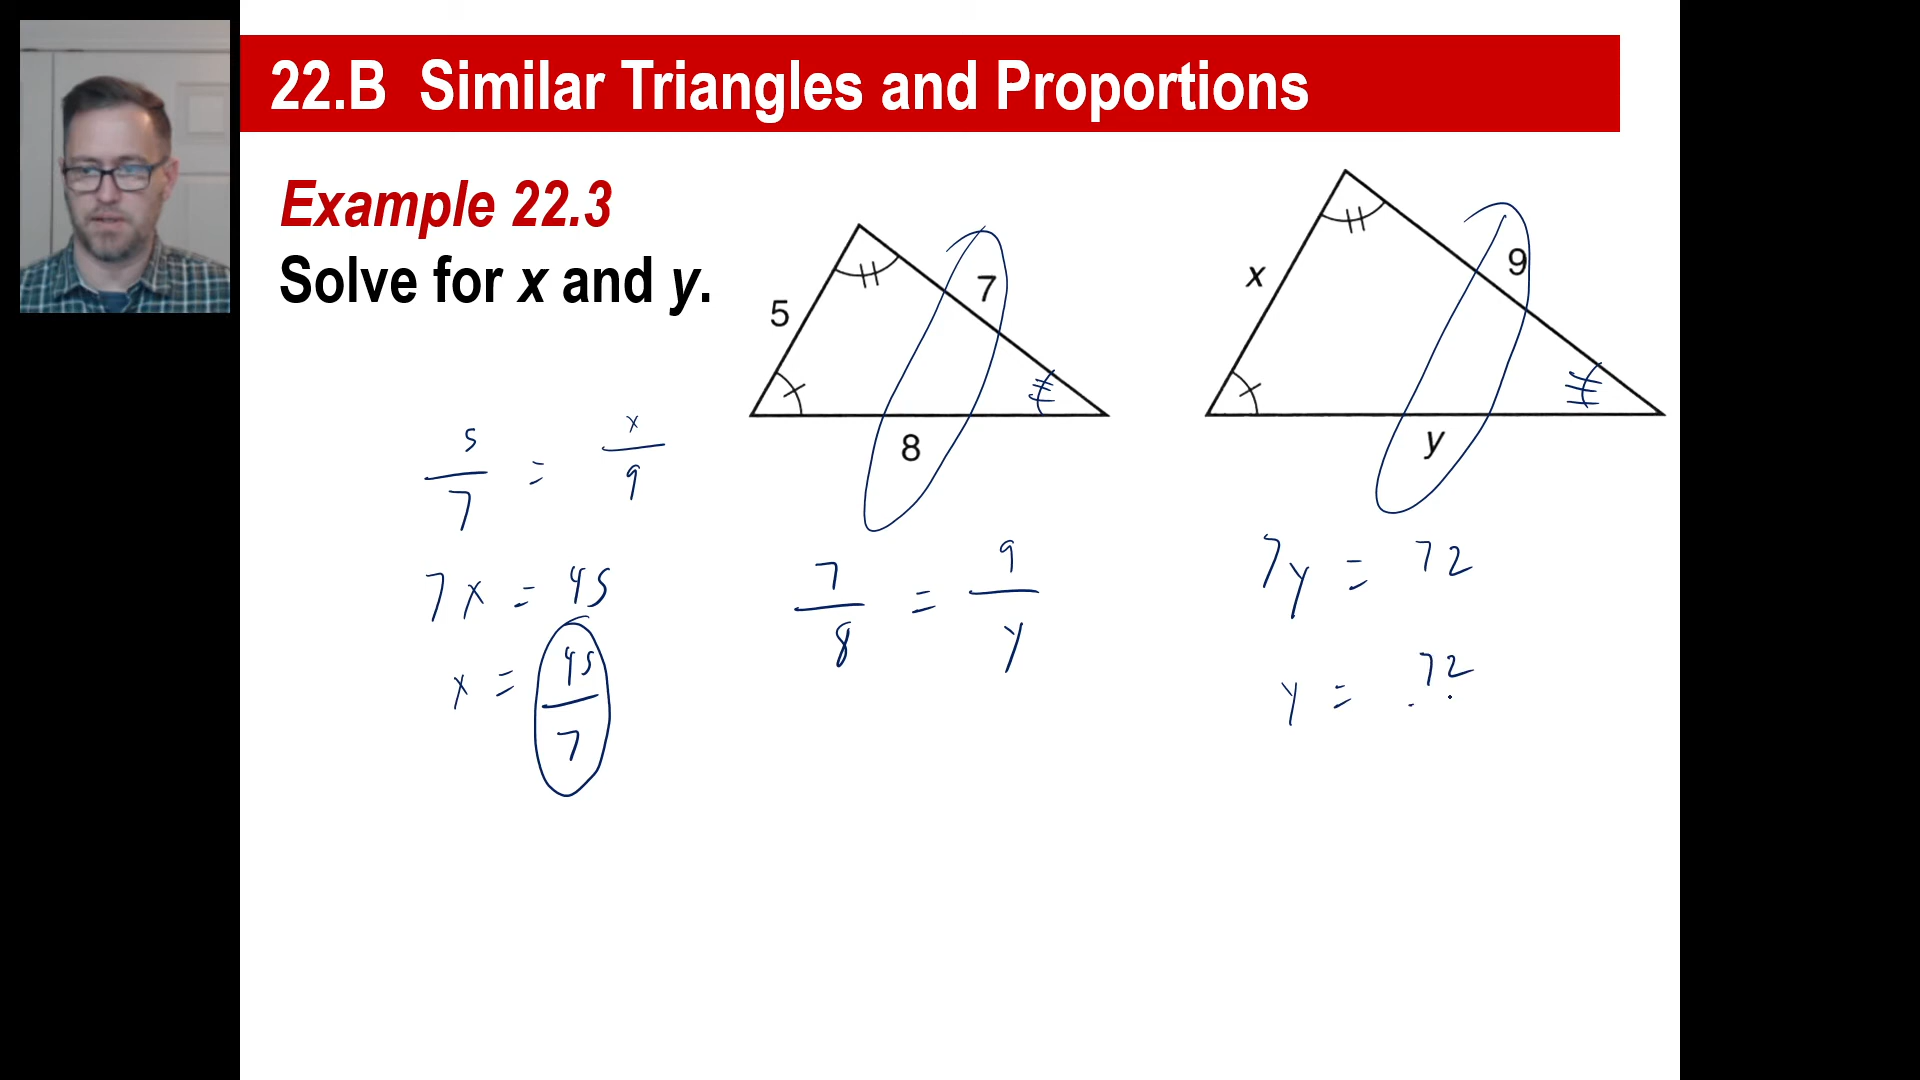 22.B Similar Triangles and Proportions
Example 22.3
Solve for x and y.
5
7
8
x
9
y
5/7 = x/9
7x = 45
x = 45/7
7/8 = 9/y
7y = 72
y = 72